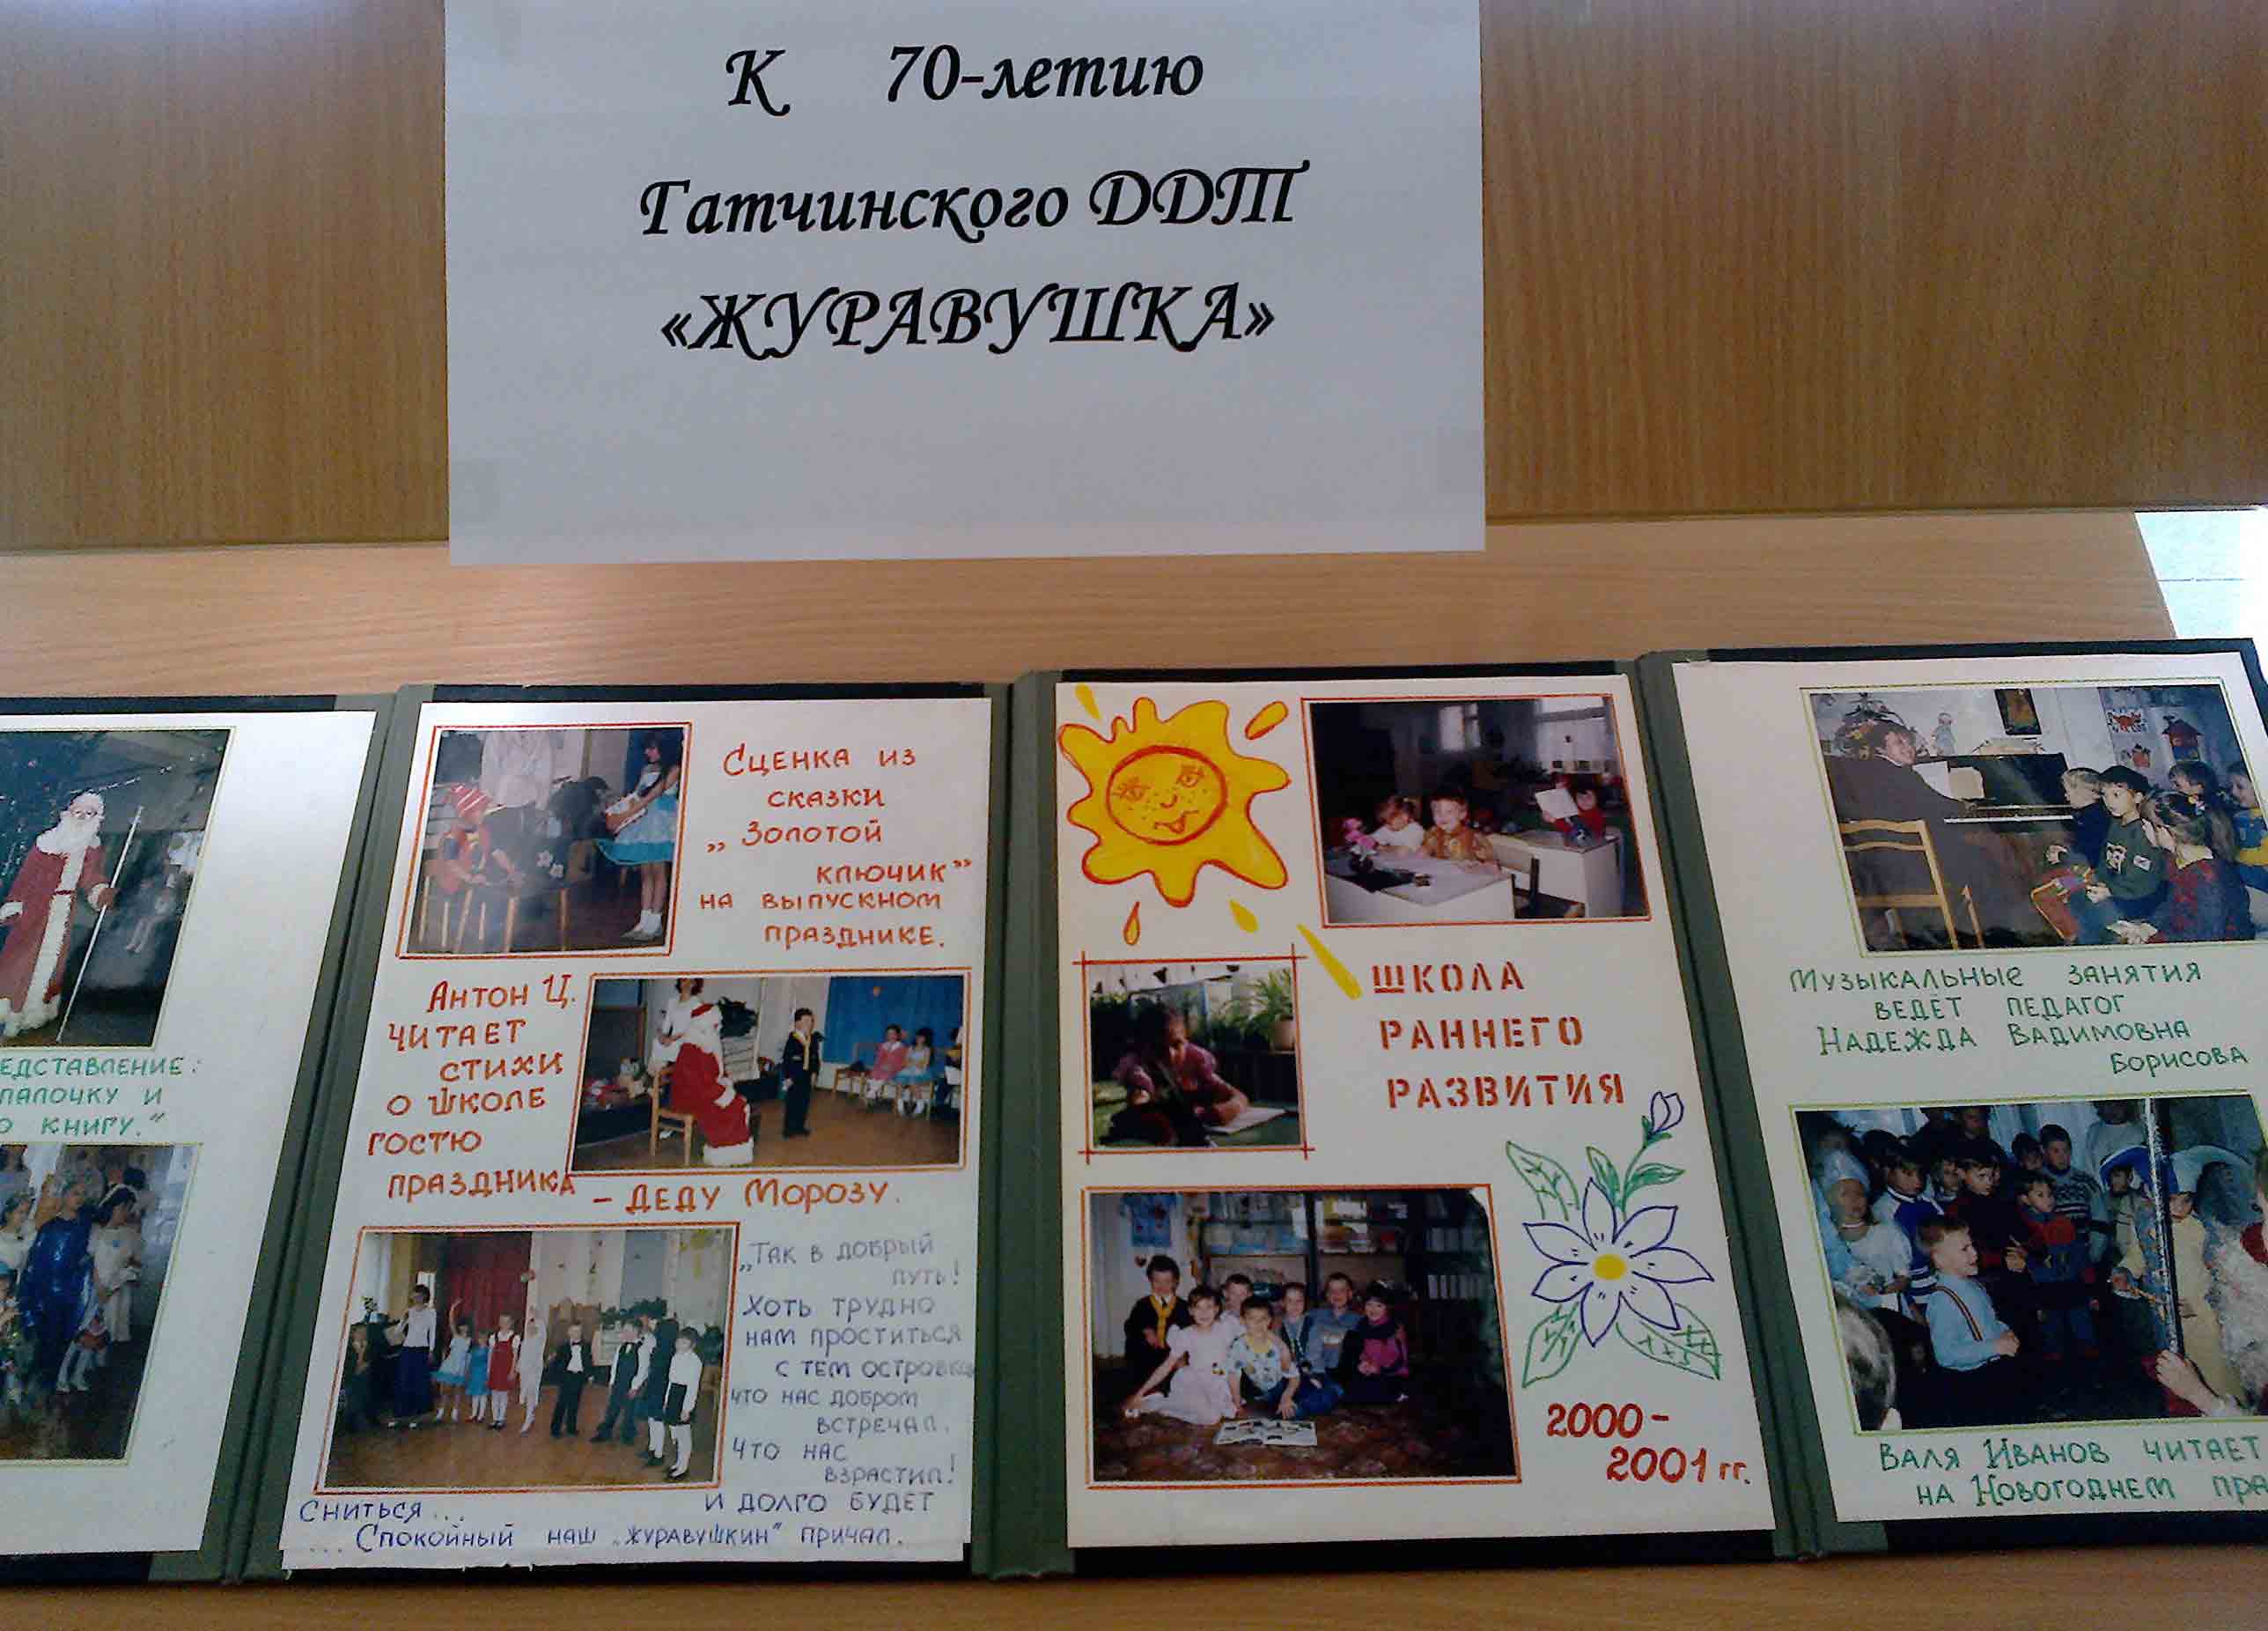 К 70-летию
Гатчинского ДДТ
«ЖУРАВУШКА»
ПАЛОЧКУ И
КНИГУ."
Сценка из
сказки
„Золотой
ключик”
на выпускном
празднике.
Антон Ц.
читает
стихи
о школе
гостю
праздника
– Деду Морозу.
„Так в добрый
путь!
Хоть трудно
нам проститься
с тем
что нас добром
встречал,
Что нас
взрастил!
И долго будет
Сниться...
...Спокойный наш „журавушкин" причал.
ШКОЛА
РАННЕГО
РАЗВИТИЯ
2000-
2001 гг.
Музыкальные занятия
ведёт педагог
Надежда Вадимовна
Борисова
Валя Иванов читает
на Новогоднем